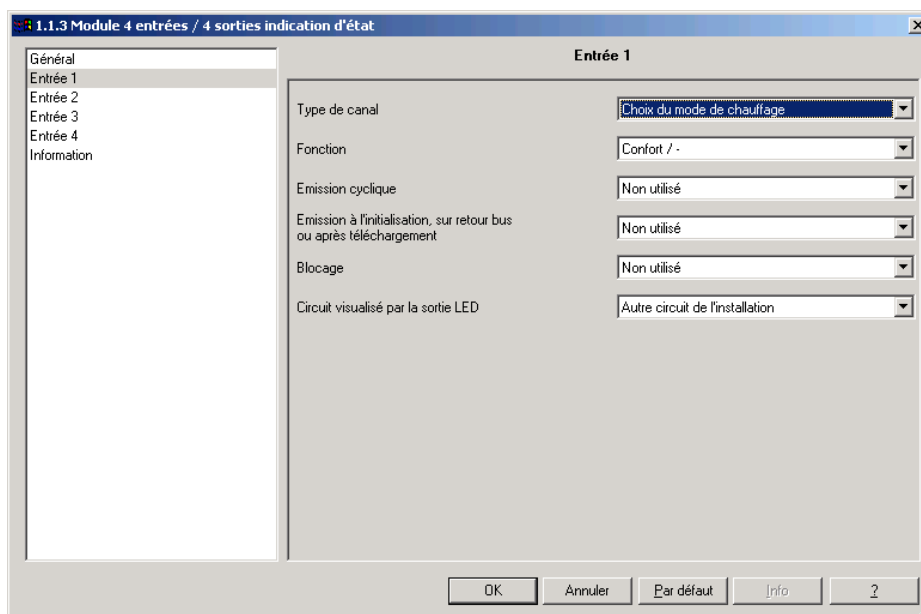 1.1.3 Module 4 entrées / 4 sorties indication d'état
Général
Entrée 1
Entrée 2
Entrée 3
Entrée 4
Information
Entrée 1
Type de canal
Choix du mode de chauffage
Fonction
Confort / -
Emission cyclique
Non utilisé
Emission à l'initialisation, sur retour bus
ou après téléchargement
Non utilisé
Blocage
Non utilisé
Circuit visualisé par la sortie LED
Autre circuit de l'installation
OK
Annuler
Par défaut
Info
?